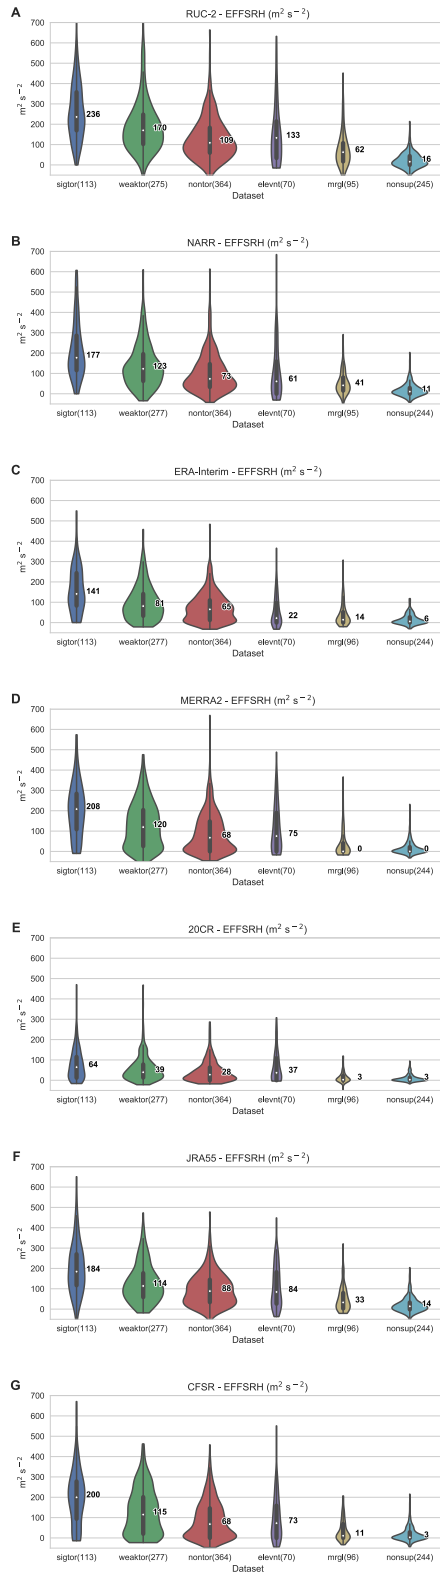 A
RUC-2 - EFFSRH (m² s⁻²)
700
600
500
400
300
200
100
0
m² s⁻²
236
170
109
133
62
16
sigtor(113) weaktor(275) nontor(364) elevnt(70) mrgl(95) nonsup(245)
Dataset
B
NARR - EFFSRH (m² s⁻²)
700
600
500
400
300
200
100
0
m² s⁻²
177
123
73
61
41
11
sigtor(113) weaktor(277) nontor(364) elevnt(70) mrgl(95) nonsup(244)
Dataset
C
ERA-Interim - EFFSRH (m² s⁻²)
700
600
500
400
300
200
100
0
m² s⁻²
141
81
65
22
14
6
sigtor(113) weaktor(277) nontor(364) elevnt(70) mrgl(96) nonsup(244)
Dataset
D
MERRA2 - EFFSRH (m² s⁻²)
700
600
500
400
300
200
100
0
m² s⁻²
208
120
68
75
0
0
sigtor(113) weaktor(277) nontor(364) elevnt(70) mrgl(96) nonsup(244)
Dataset
E
20CR - EFFSRH (m² s⁻²)
700
600
500
400
300
200
100
0
m² s⁻²
64
39
28
37
3
3
sigtor(113) weaktor(277) nontor(364) elevnt(70) mrgl(96) nonsup(244)
Dataset
F
JRA55 - EFFSRH (m² s⁻²)
700
600
500
400
300
200
100
0
m² s⁻²
184
114
88
84
33
14
sigtor(113) weaktor(277) nontor(364) elevnt(70) mrgl(96) nonsup(244)
Dataset
G
CFSR - EFFSRH (m² s⁻²)
700
600
500
400
300
200
100
0
m² s⁻²
200
115
68
73
11
3
sigtor(113) weaktor(277) nontor(364) elevnt(70) mrgl(96) nonsup(244)
Dataset